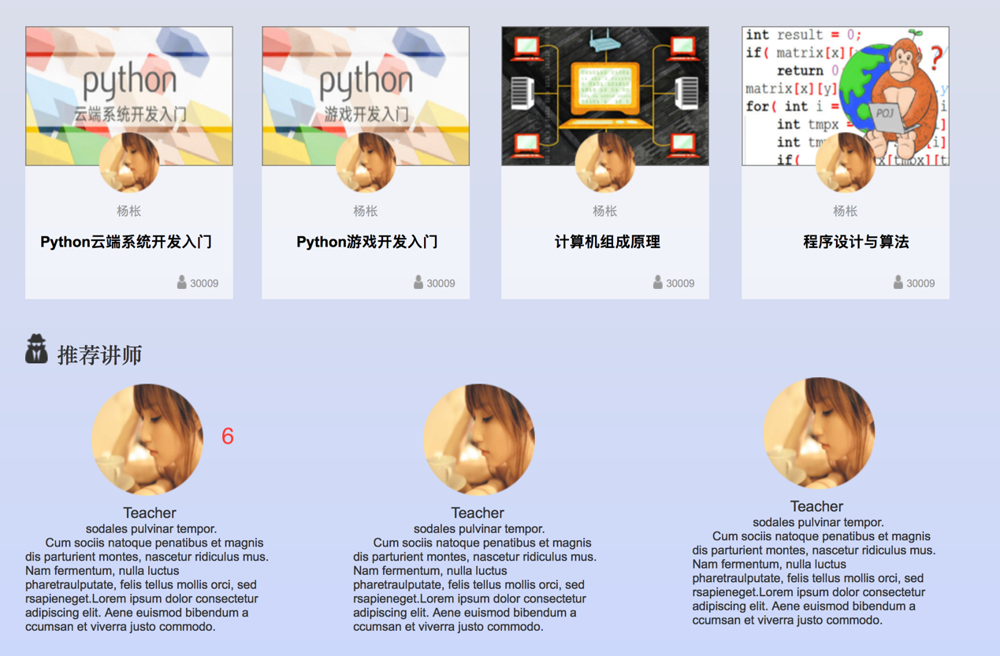 python
云端系统开发入门
python
游戏开发入门
int result = 0;
if( matrix[x][
return 0
matrix[x][y]
for( int i =
int tmpx =
int
if(
?
POJ
杨枨
杨枨
杨枨
杨枨
Python云端系统开发入门
Python游戏开发入门
计算机组成原理
程序设计与算法
30009
30009
30009
30009
推荐讲师
6
Teacher
sodales pulvinar tempor.
Cum sociis natoque penatibus et magnis
dis parturient montes, nascetur ridiculus mus.
Nam fermentum, nulla luctus
pharetraulputate, felis tellus mollis orci, sed
rsapieneget.Lorem ipsum dolor consectetur
adipiscing elit. Aene euismod bibendum a
ccumsan et viverra justo commodo.
Teacher
sodales pulvinar tempor.
Cum sociis natoque penatibus et magnis
dis parturient montes, nascetur ridiculus mus.
Nam fermentum, nulla luctus
pharetraulputate, felis tellus mollis orci, sed
rsapieneget.Lorem ipsum dolor consectetur
adipiscing elit. Aene euismod bibendum a
ccumsan et viverra justo commodo.
Teacher
sodales pulvinar tempor.
Cum sociis natoque penatibus et magnis
dis parturient montes, nascetur ridiculus mus.
Nam fermentum, nulla luctus
pharetraulputate, felis tellus mollis orci, sed
rsapieneget.Lorem ipsum dolor consectetur
adipiscing elit. Aene euismod bibendum a
ccumsan et viverra justo commodo.